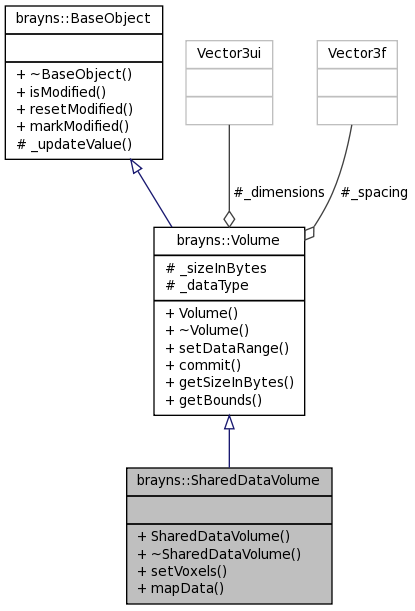 brayns::BaseObject
+ ~BaseObject()
+ isModified()
+ resetModified()
+ markModified()
# _updateValue()
Vector3ui
Vector3f
#_dimensions
#_spacing
brayns::Volume
# _sizeInBytes
# _dataType
+ Volume()
+ ~Volume()
+ setDataRange()
+ commit()
+ getSizeInBytes()
+ getBounds()
brayns::SharedDataVolume
+ SharedDataVolume()
+ ~SharedDataVolume()
+ setVoxels()
+ mapData()